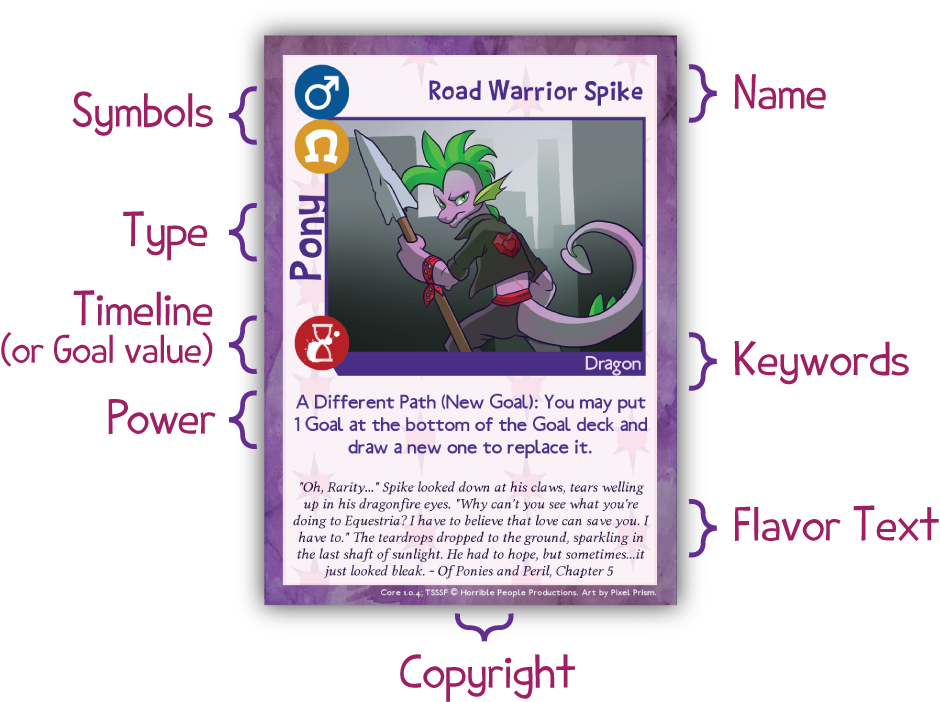 Symbols
Type
Timeline
(or Goal value)
Power
Road Warrior Spike
Pony
Dragon
A Different Path (New Goal): You may put
1 Goal at the bottom of the Goal deck and
draw a new one to replace it.
"Oh, Rarity..." Spike looked down at his claws, tears welling
up in his dragonfire eyes. "Why can't you see what you're
doing to Equestria? I have to believe that love can save you. I
have to." The teardrops dropped to the ground, sparkling in
the last shaft of sunlight. He had to hope, but sometimes...it
just looked bleak. - Of Ponies and Peril, Chapter 5
Core 1.0.4; TSSSF © Horrible People Productions. Art by Pixel Prism.
Name
Keywords
Flavor Text
Copyright